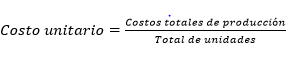 Costo unitario = Costos totales de producción / Total de unidades